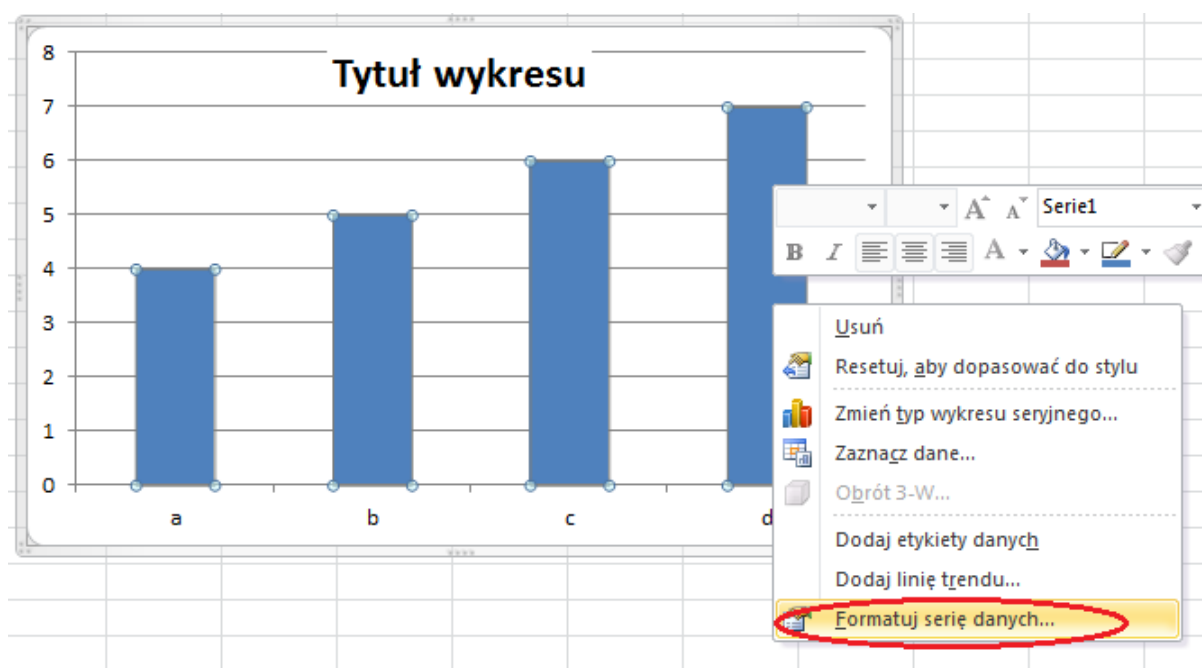 Tytuł wykresu
8
7
6
5
4
3
2
1
0
a
b
c
d
A A Serie1
B I A
Usuń
Resetuj, aby dopasować do stylu
Zmień typ wykresu seryjnego...
Zaznacz dane...
Obrót 3-W...
Dodaj etykiety danych
Dodaj linię trendu...
Formatuj serię danych...